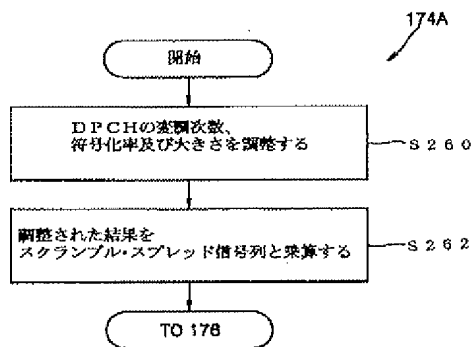 174A
開始
DPCHの変調次数、
符号化率及び大きさを調整する
S260
調整された結果を
スクランブル・スプレッド信号列と乗算する
S262
TO 176